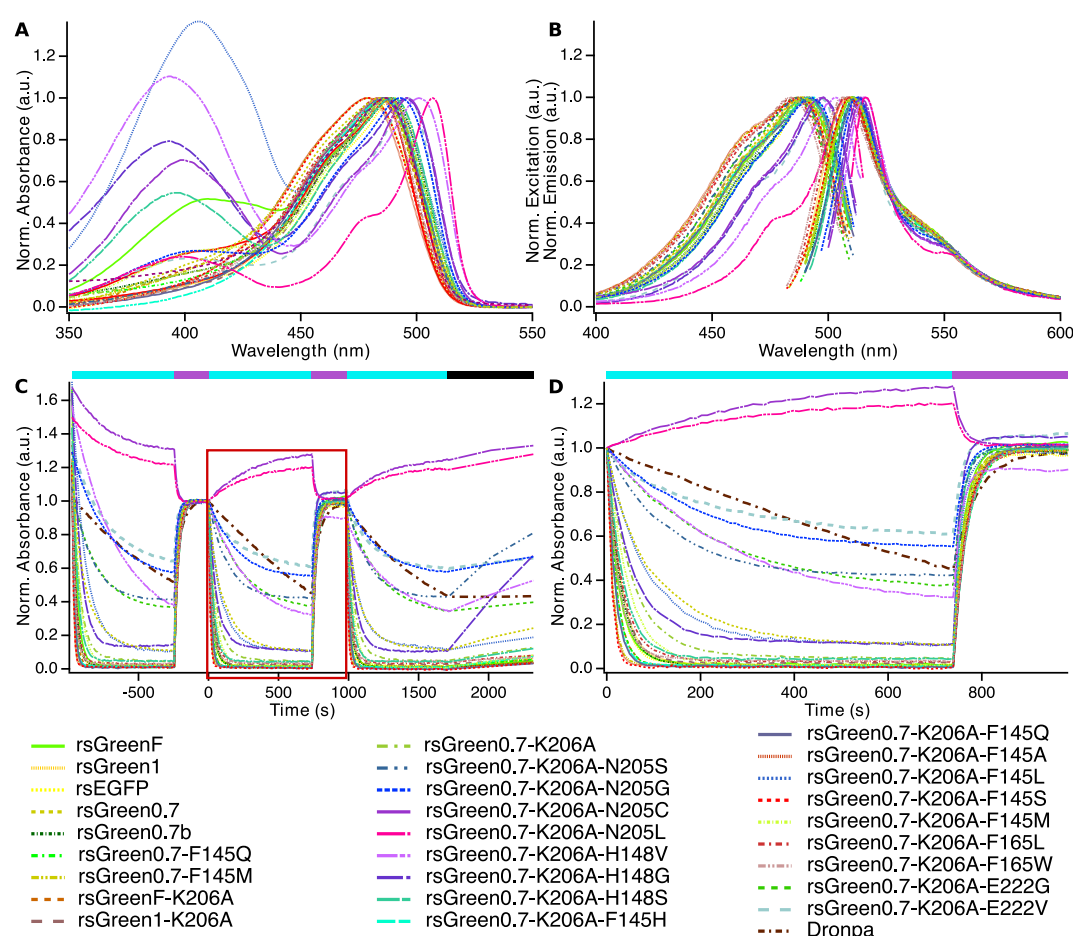 A
B
Norm. Absorbance (a.u.)
1.2
1.0
0.8
0.6
0.4
0.2
0.0
350
400
450
500
550
Wavelength (nm)
Norm. Excitation (a.u.)
Norm. Emission (a.u.)
1.2
1.0
0.8
0.6
0.4
0.2
0.0
400
450
500
550
600
Wavelength (nm)
C
Norm. Absorbance (a.u.)
1.6
1.4
1.2
1.0
0.8
0.6
0.4
0.2
0.0
-500
0
500
1000
1500
2000
Time (s)
D
Norm. Absorbance (a.u.)
1.2
1.0
0.8
0.6
0.4
0.2
0.0
0
200
400
600
800
Time (s)
rsGreenF
rsGreen1
rsEGFP
rsGreen0.7
rsGreen0.7b
rsGreen0.7-F145Q
rsGreen0.7-F145M
rsGreenF-K206A
rsGreen1-K206A
rsGreen0.7-K206A
rsGreen0.7-K206A-N205S
rsGreen0.7-K206A-N205G
rsGreen0.7-K206A-N205C
rsGreen0.7-K206A-N205L
rsGreen0.7-K206A-H148V
rsGreen0.7-K206A-H148G
rsGreen0.7-K206A-H148S
rsGreen0.7-K206A-F145H
rsGreen0.7-K206A-F145Q
rsGreen0.7-K206A-F145A
rsGreen0.7-K206A-F145L
rsGreen0.7-K206A-F145S
rsGreen0.7-K206A-F145M
rsGreen0.7-K206A-F165L
rsGreen0.7-K206A-F165W
rsGreen0.7-K206A-E222G
rsGreen0.7-K206A-E222V
Dronpa